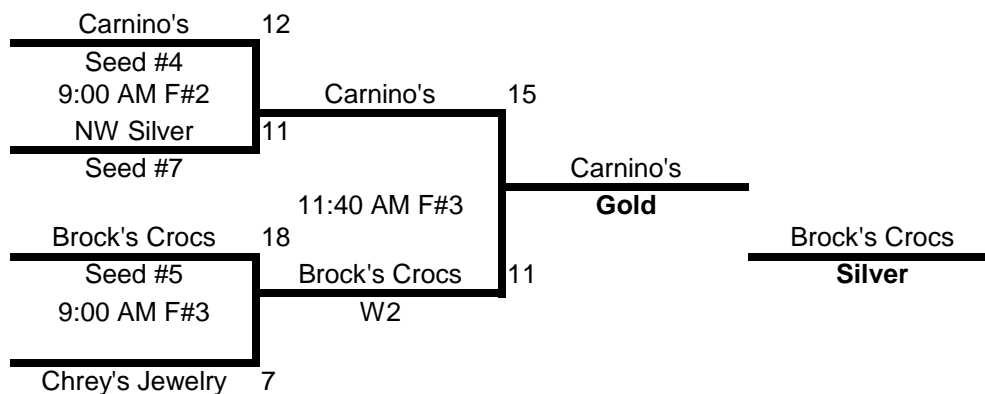 Carnino's 12
Seed #4
9:00 AM F#2
Carnino's 15
NW Silver 11
Seed #7
Carnino's
Gold
11:40 AM F#3
Brock's Crocs 18
Brock's Crocs
Seed #5
Brock's Crocs 11
Silver
9:00 AM F#3
W2
Chrey's Jewelry 7